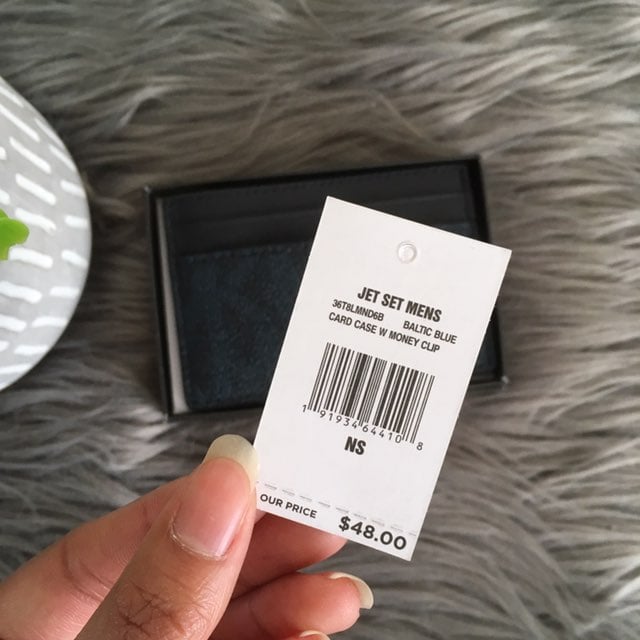 JET SET MENS
36T8LMND6B BALTIC BLUE
CARD CASE W MONEY CLIP
1 91934 64410 8
NS
OUR PRICE $48.00